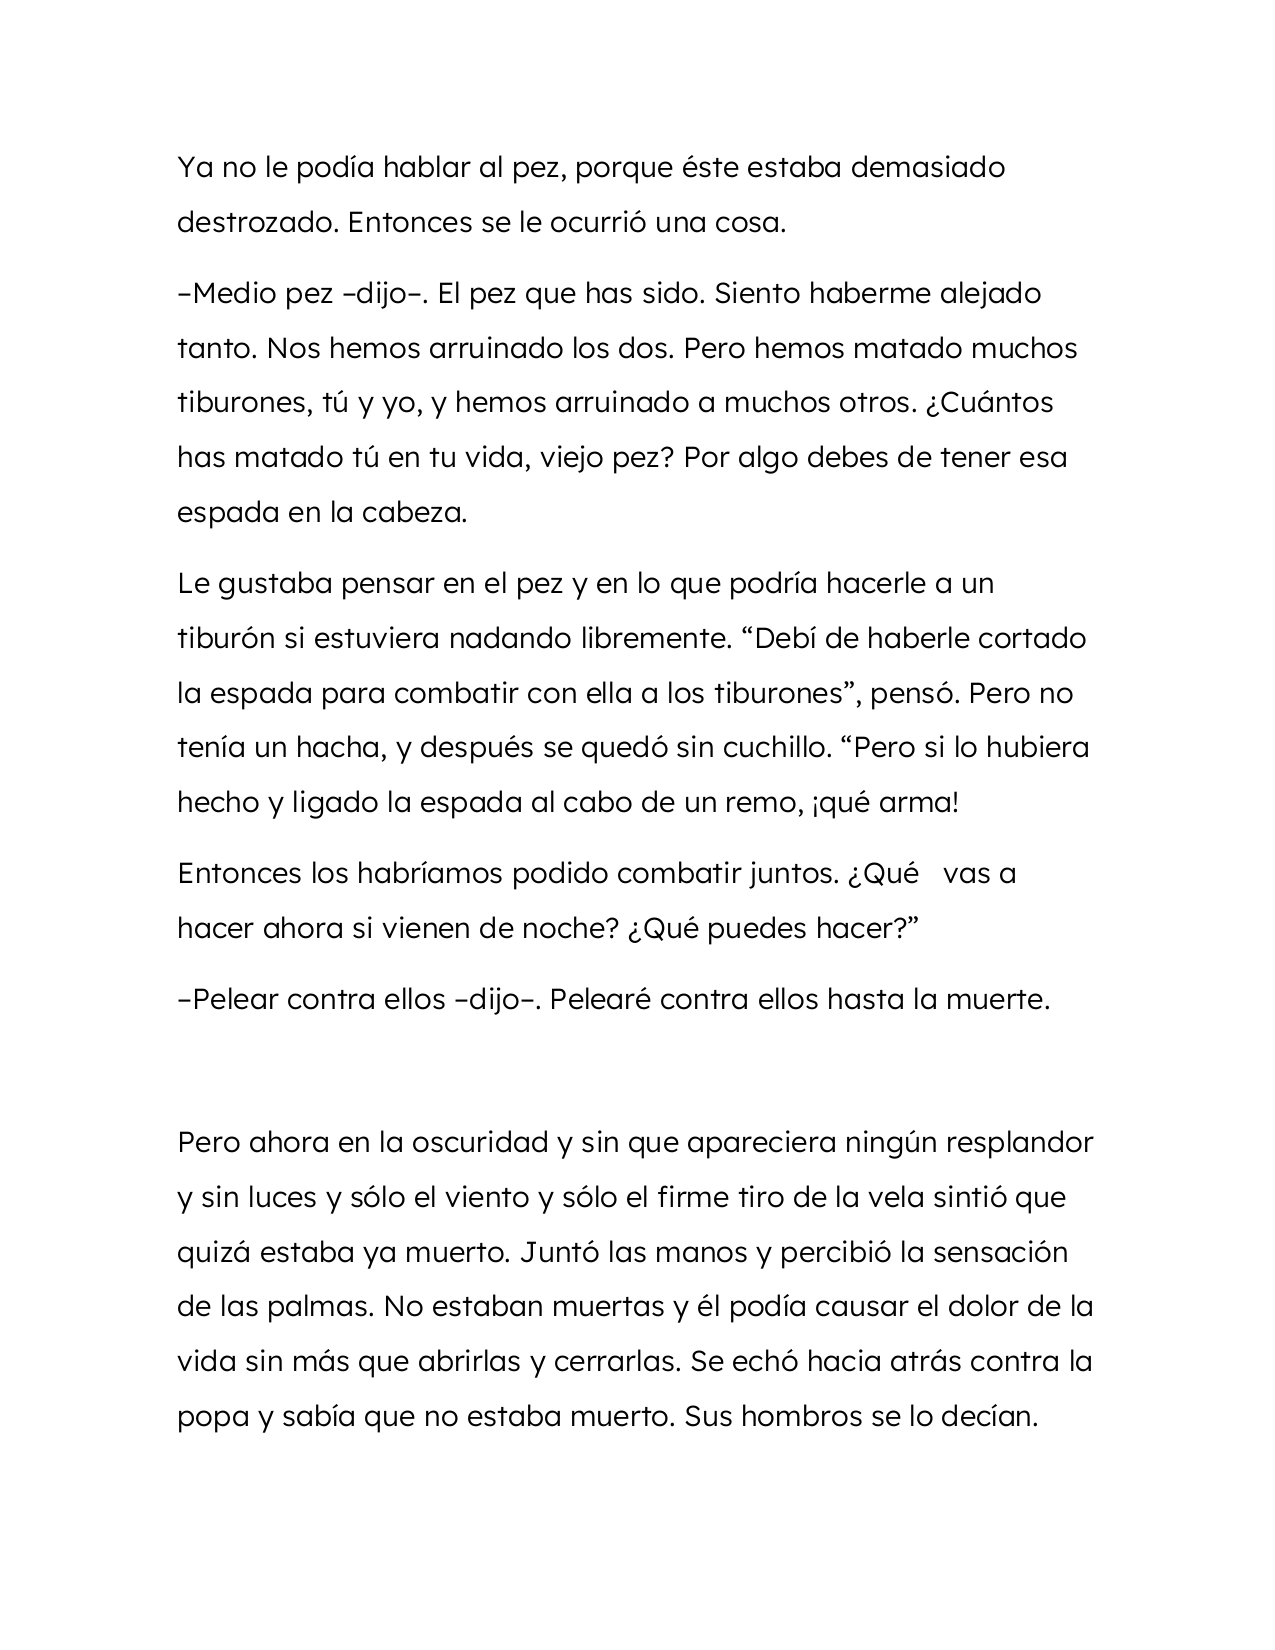 Ya no le podía hablar al pez, porque éste estaba demasiado
destrozado. Entonces se le ocurrió una cosa.
–Medio pez –dijo–. El pez que has sido. Siento haberme alejado
tanto. Nos hemos arruinado los dos. Pero hemos matado muchos
tiburones, tú y yo, y hemos arruinado a muchos otros. ¿Cuántos
has matado tú en tu vida, viejo pez? Por algo debes de tener esa
espada en la cabeza.
Le gustaba pensar en el pez y en lo que podría hacerle a un
tiburón si estuviera nadando libremente. “Debí de haberle cortado
la espada para combatir con ella a los tiburones”, pensó. Pero no
tenía un hacha, y después se quedó sin cuchillo. “Pero si lo hubiera
hecho y ligado la espada al cabo de un remo, ¡qué arma!
Entonces los habríamos podido combatir juntos. ¿Qué vas a
hacer ahora si vienen de noche? ¿Qué puedes hacer?”
–Pelear contra ellos –dijo–. Pelearé contra ellos hasta la muerte.
Pero ahora en la oscuridad y sin que apareciera ningún resplandor
y sin luces y sólo el viento y sólo el firme tiro de la vela sintió que
quizá estaba ya muerto. Juntó las manos y percibió la sensación
de las palmas. No estaban muertas y él podía causar el dolor de la
vida sin más que abrirlas y cerrarlas. Se echó hacia atrás contra la
popa y sabía que no estaba muerto. Sus hombros se lo decían.